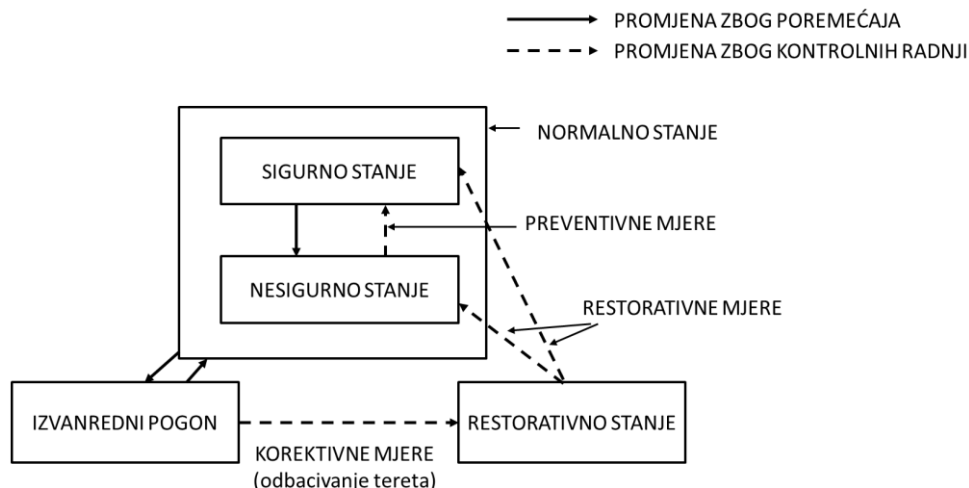 PROMJENA ZBOG POREMEĆAJA
PROMJENA ZBOG KONTROLNIH RADNJI
NORMALNO STANJE
SIGURNO STANJE
PREVENTIVNE MJERE
NESIGURNO STANJE
RESTORATIVNE MJERE
IZVANREDNI POGON
RESTORATIVNO STANJE
KOREKTIVNE MJERE
(odbacivanje tereta)